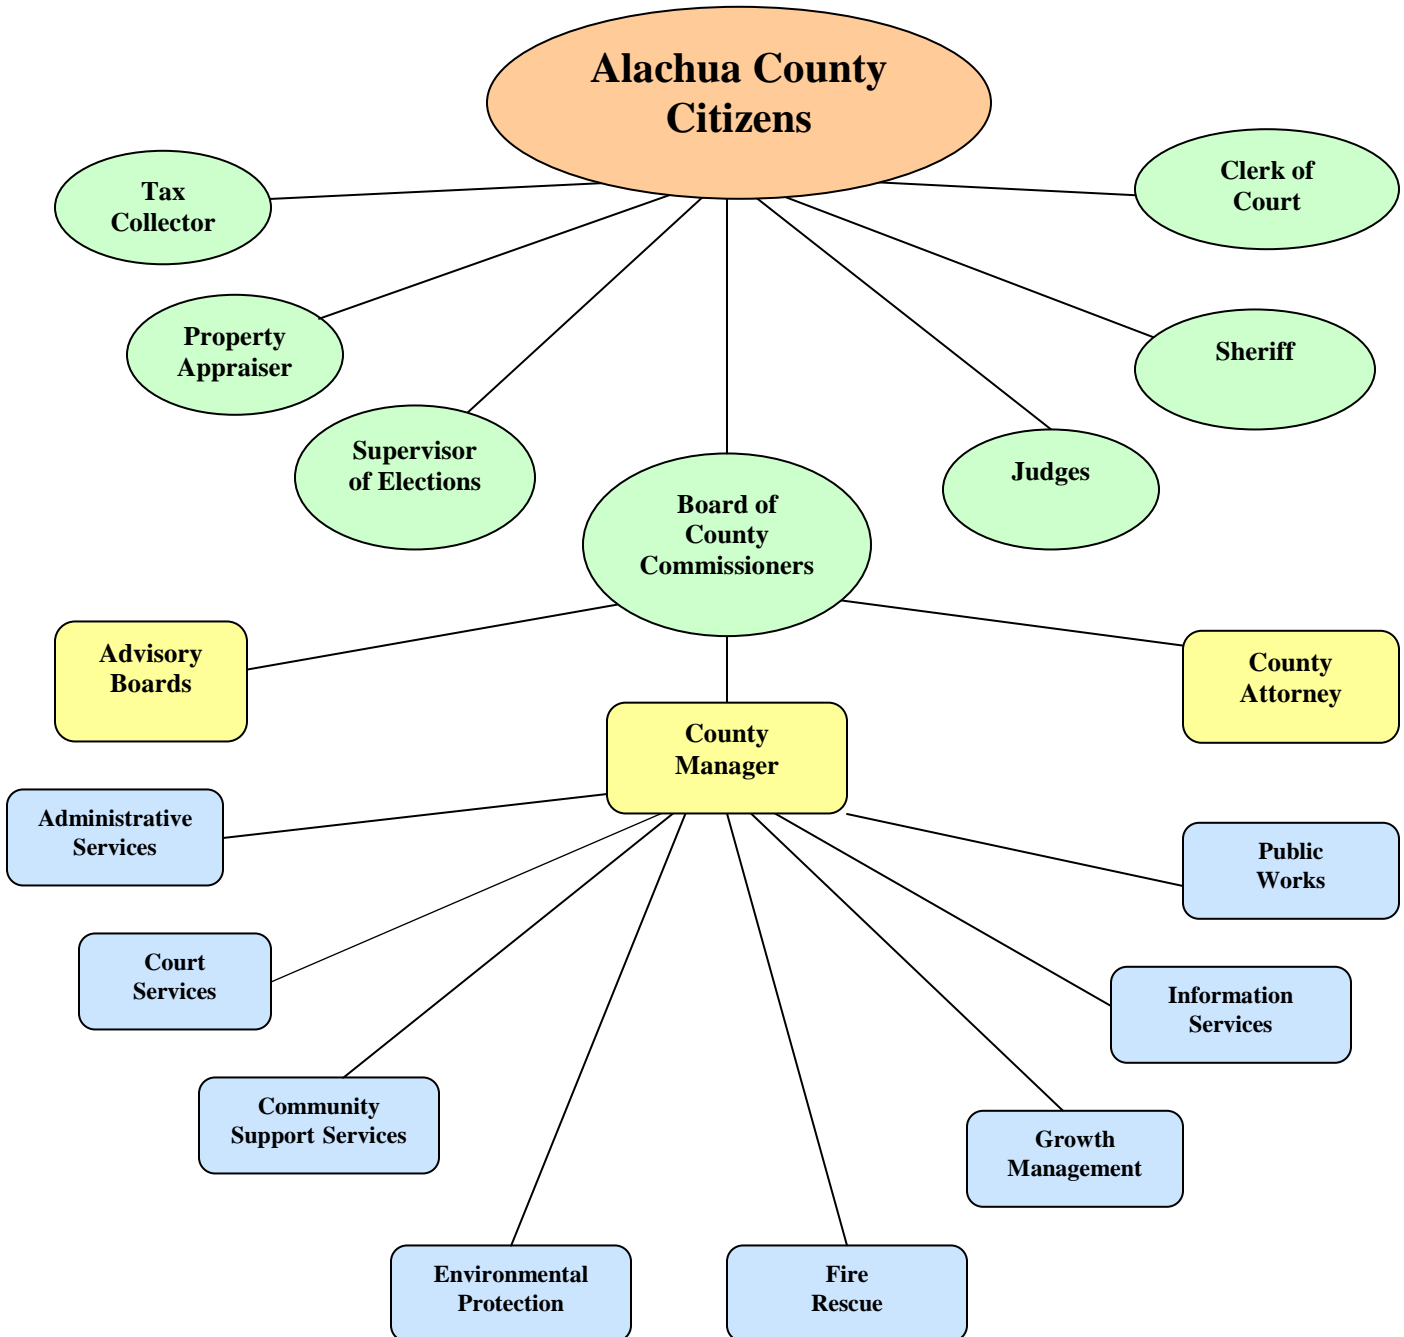 Alachua County
Citizens
Tax
Collector
Clerk of
Court
Property
Appraiser
Sheriff
Supervisor
of Elections
Judges
Board of
County
Commissioners
Advisory
Boards
County
Attorney
County
Manager
Administrative
Services
Public
Works
Court
Services
Information
Services
Community
Support Services
Growth
Management
Environmental
Protection
Fire
Rescue